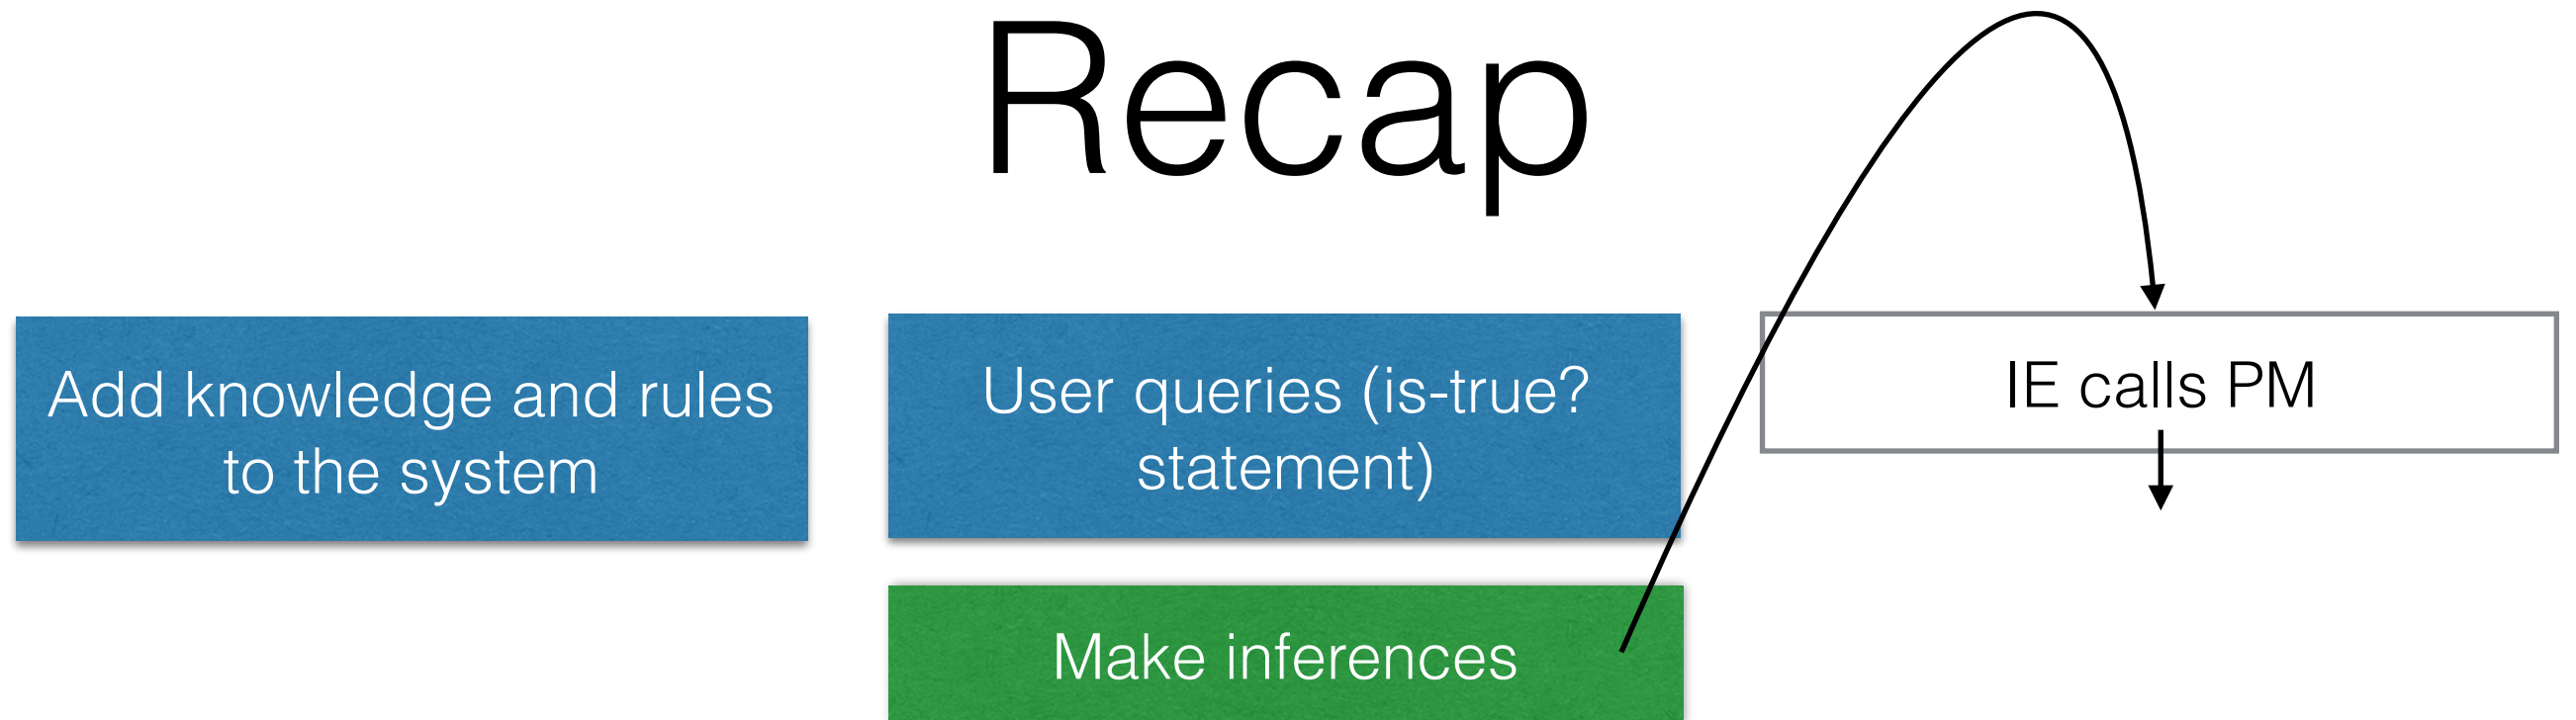 Recap
Add knowledge and rules
to the system
User queries (is-true?
statement)
IE calls PM
Make inferences